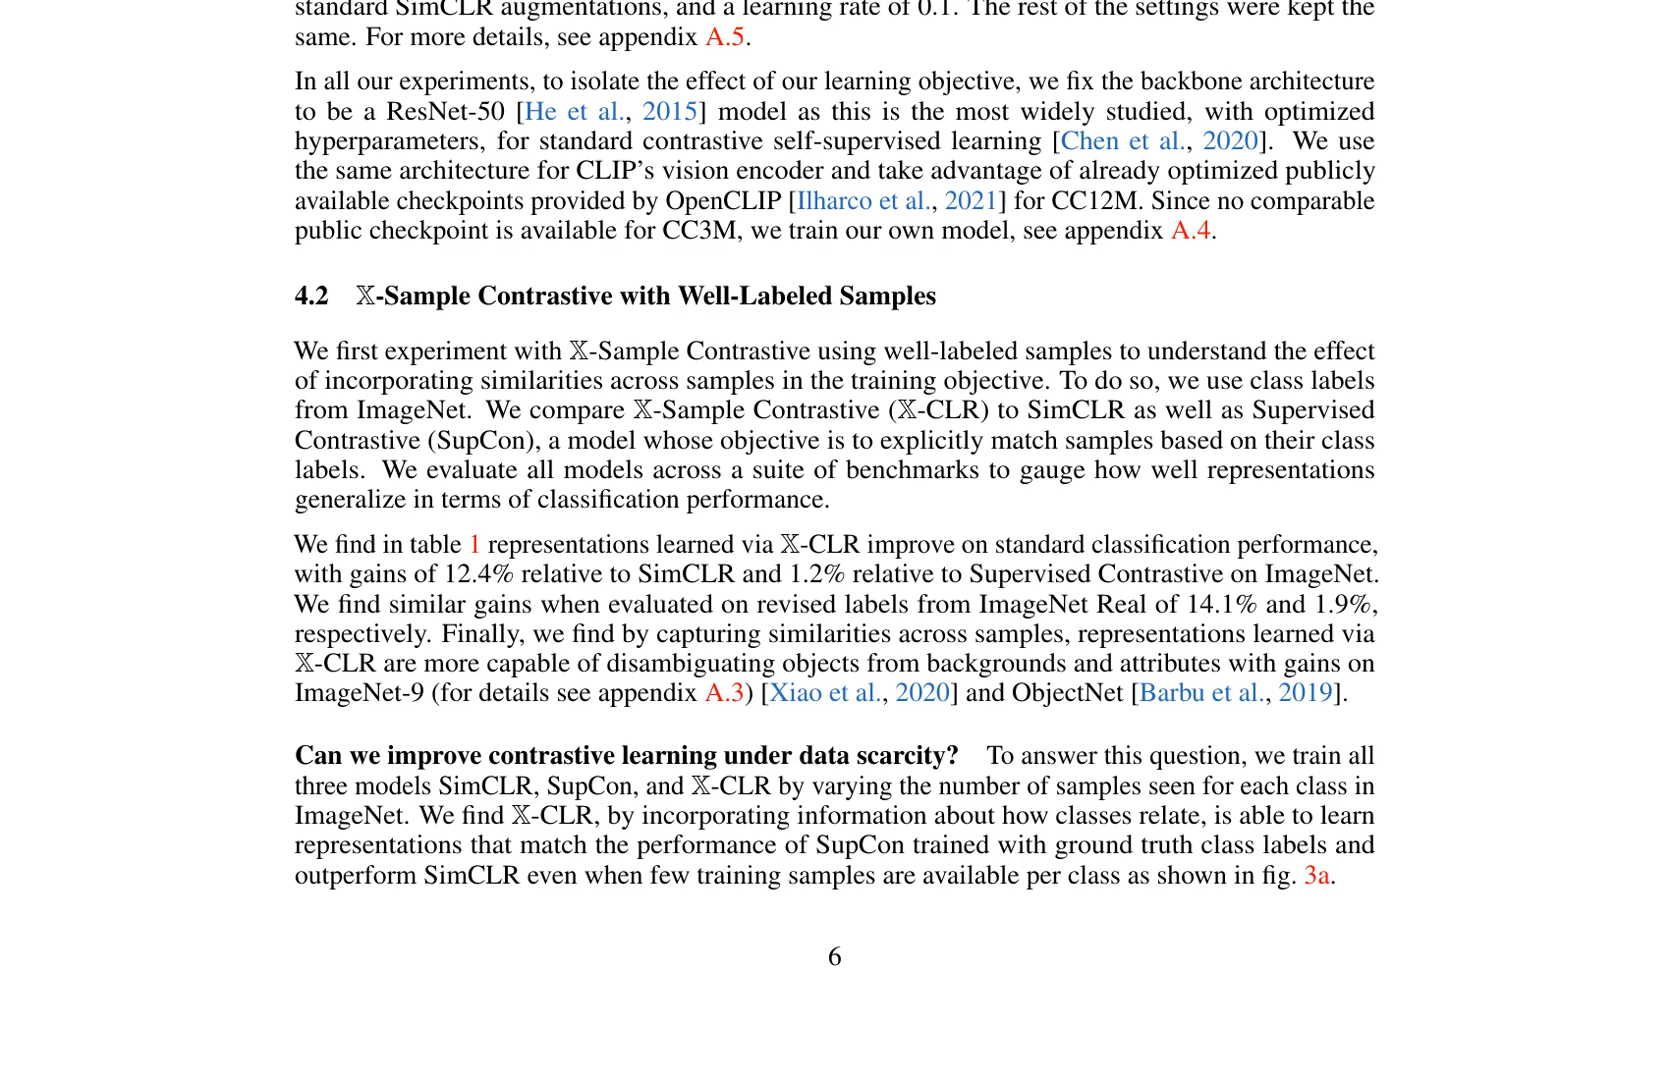 standard SimCLR augmentations, and a learning rate of 0.1. The rest of the settings were kept the
same. For more details, see appendix A.5.
In all our experiments, to isolate the effect of our learning objective, we fix the backbone architecture
to be a ResNet-50 [He et al., 2015] model as this is the most widely studied, with optimized
hyperparameters, for standard contrastive self-supervised learning [Chen et al., 2020]. We use
the same architecture for CLIP’s vision encoder and take advantage of already optimized publicly
available checkpoints provided by OpenCLIP [Ilharco et al., 2021] for CC12M. Since no comparable
public checkpoint is available for CC3M, we train our own model, see appendix A.4.
4.2 𝕏-Sample Contrastive with Well-Labeled Samples
We first experiment with 𝕏-Sample Contrastive using well-labeled samples to understand the effect
of incorporating similarities across samples in the training objective. To do so, we use class labels
from ImageNet. We compare 𝕏-Sample Contrastive (𝕏-CLR) to SimCLR as well as Supervised
Contrastive (SupCon), a model whose objective is to explicitly match samples based on their class
labels. We evaluate all models across a suite of benchmarks to gauge how well representations
generalize in terms of classification performance.
We find in table 1 representations learned via 𝕏-CLR improve on standard classification performance,
with gains of 12.4% relative to SimCLR and 1.2% relative to Supervised Contrastive on ImageNet.
We find similar gains when evaluated on revised labels from ImageNet Real of 14.1% and 1.9%,
respectively. Finally, we find by capturing similarities across samples, representations learned via
𝕏-CLR are more capable of disambiguating objects from backgrounds and attributes with gains on
ImageNet-9 (for details see appendix A.3) [Xiao et al., 2020] and ObjectNet [Barbu et al., 2019].
Can we improve contrastive learning under data scarcity? To answer this question, we train all
three models SimCLR, SupCon, and 𝕏-CLR by varying the number of samples seen for each class in
ImageNet. We find 𝕏-CLR, by incorporating information about how classes relate, is able to learn
representations that match the performance of SupCon trained with ground truth class labels and
outperform SimCLR even when few training samples are available per class as shown in fig. 3a.
6